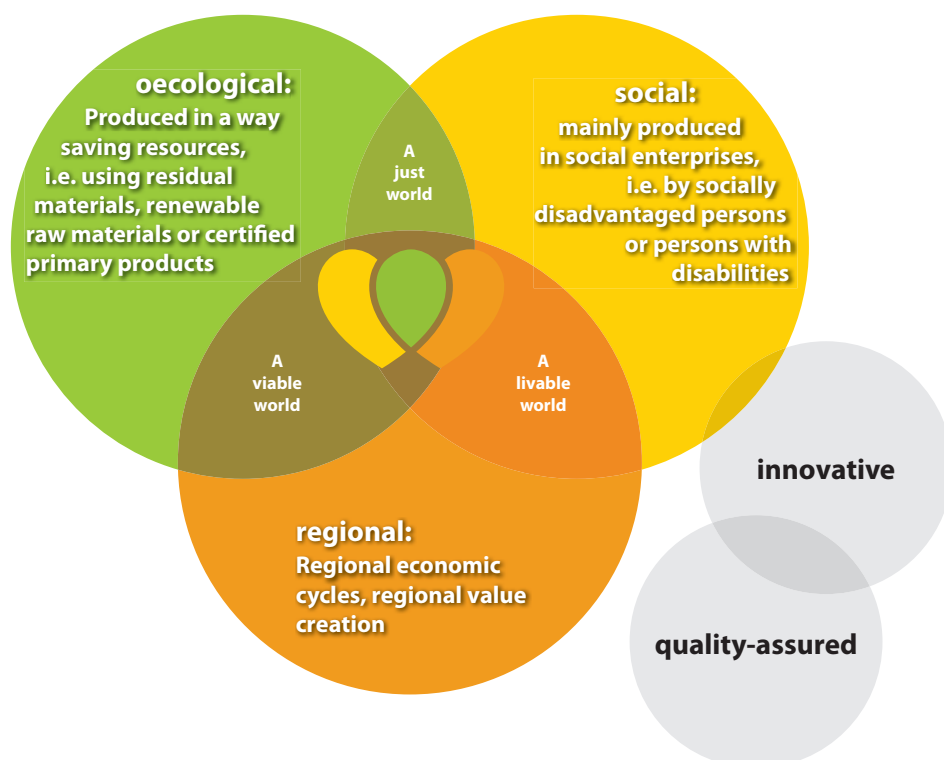 oecological:
Produced in a way
saving resources,
i.e. using residual
materials, renewable
raw materials or certified
primary products
social:
mainly produced
in social enterprises,
i.e. by socially
disadvantaged persons
or persons with
disabilities
A
just
world
A
viable
world
A
livable
world
regional:
Regional economic
cycles, regional value
creation
innovative
quality-assured